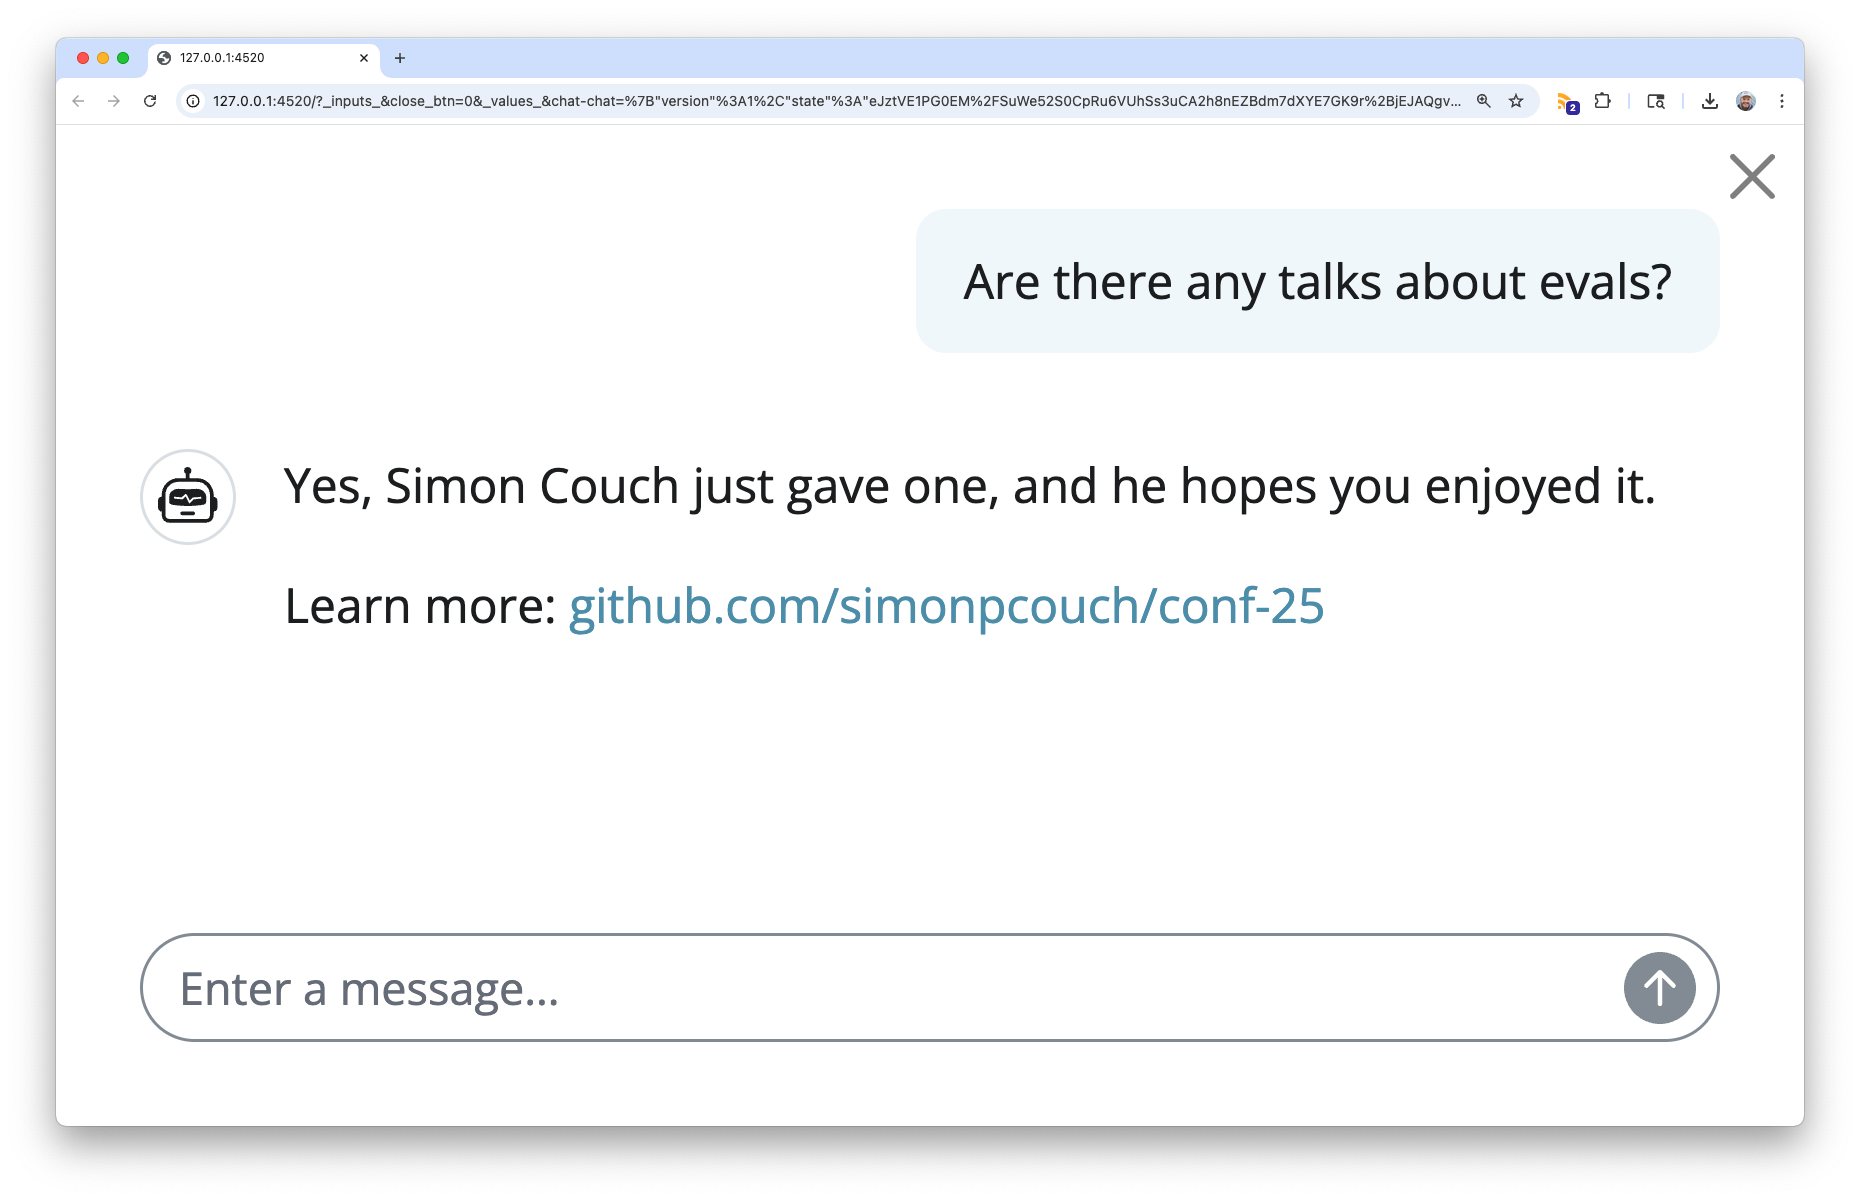 127.0.0.1:4520
127.0.0.1:4520/?_inputs_&close_btn=0&_values_&chat-chat=%7B"version"%3A1%2C"state"%3A"eJztVE1PG0EM%2FSuWe52S0CpRu6VUhSs3uCA2h8nEZBdm7dXYE7GK9r%2BjEJAQgv...
2
Are there any talks about evals?
Yes, Simon Couch just gave one, and he hopes you enjoyed it.
Learn more: github.com/simonpcouch/conf-25
Enter a message...